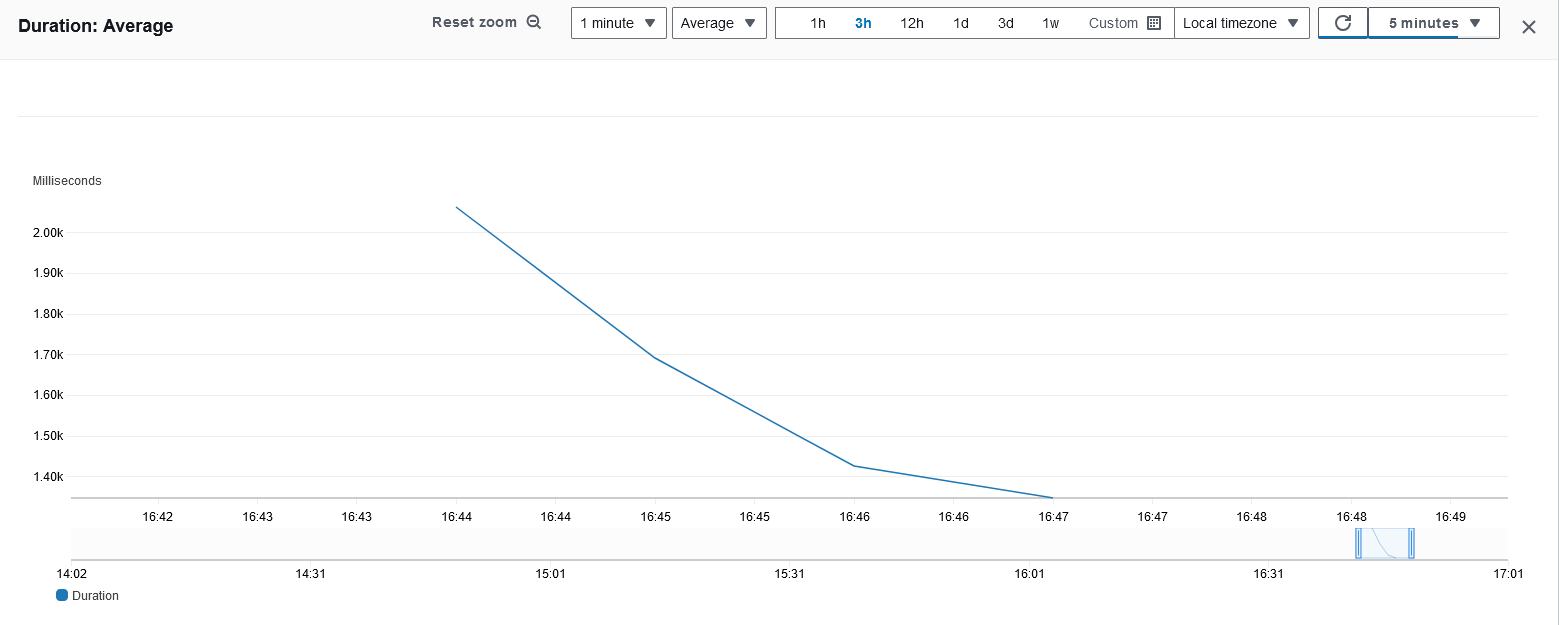 Duration: Average
Reset zoom
1 minute
Average
1h 3h 12h 1d 3d 1w Custom
Local timezone
5 minutes
Milliseconds
2.00k
1.90k
1.80k
1.70k
1.60k
1.50k
1.40k
16:42 16:43 16:43 16:44 16:44 16:45 16:45 16:46 16:46 16:47 16:47 16:48 16:48 16:49
14:02 14:31 15:01 15:31 16:01 16:31 17:01
Duration